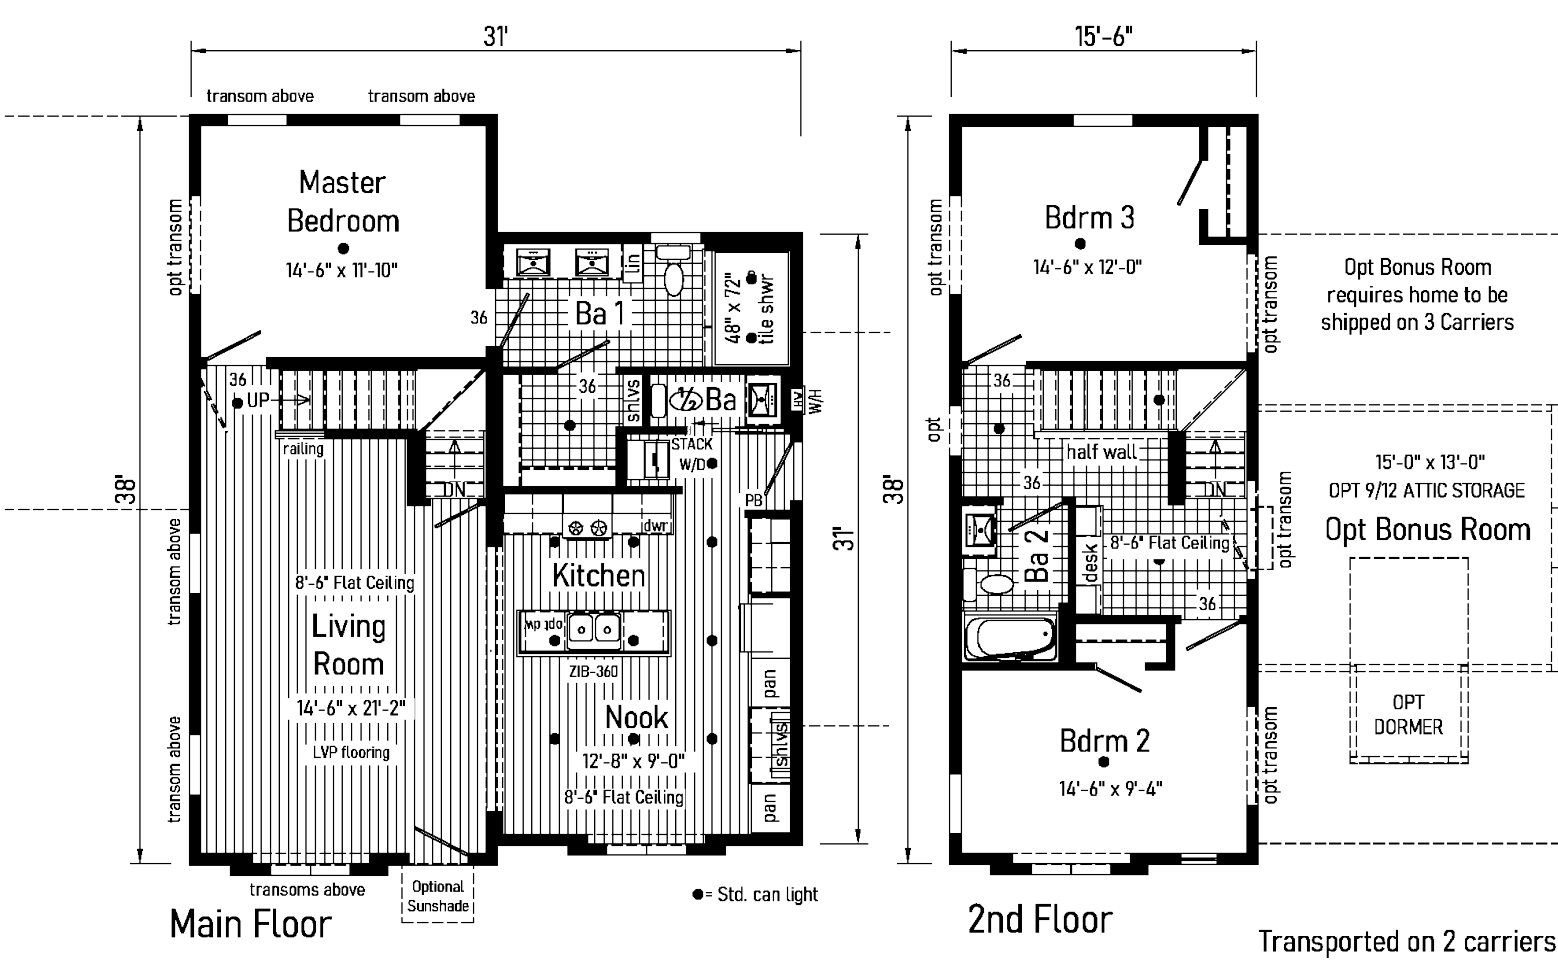 31'
15'-6"
transom above
transom above
Master
Bedroom
14'-6" x 11'-10"
opt transom
36
Ba 1
lin
48" x 72"
tile shwr
36
UP
railing
DN
36
shlvs
½ Ba
HW
W/H
STACK
W/D
PB
38'
31'
dwr
Kitchen
opt dw
ZIB-360
Nook
12'-8" x 9'-0"
8'-6" Flat Ceiling
pan
shlvs
pan
transom above
transom above
8'-6" Flat Ceiling
Living
Room
14'-6" x 21'-2"
LVP flooring
transoms above
Optional
Sunshade
= Std. can light
Main Floor
Bdrm 3
14'-6" x 12'-0"
opt transom
opt transom
36
opt
half wall
36
DN
38'
Ba 2
desk
8'-6" Flat Ceiling
opt transom
36
Bdrm 2
14'-6" x 9'-4"
opt transom
2nd Floor
Opt Bonus Room
requires home to be
shipped on 3 Carriers
15'-0" x 13'-0"
OPT 9/12 ATTIC STORAGE
Opt Bonus Room
OPT
DORMER
Transported on 2 carriers